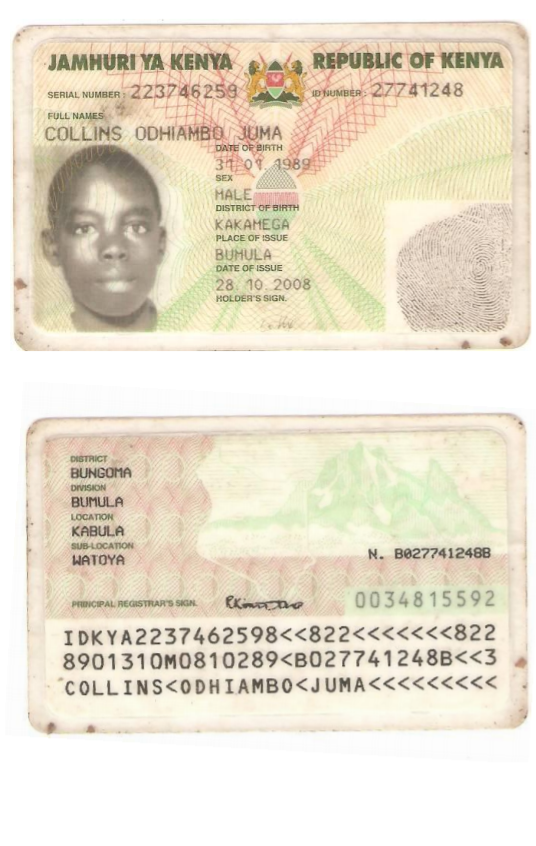 JAMHURI YA KENYA REPUBLIC OF KENYA
SERIAL NUMBER : 223746259 ID NUMBER : 27741248
FULL NAMES
COLLINS ODHIAMBO JUMA
DATE OF BIRTH
31 01 1989
SEX
MALE
DISTRICT OF BIRTH
KAKAMEGA
PLACE OF ISSUE
BUMULA
DATE OF ISSUE
28. 10. 2008
HOLDER'S SIGN.
DISTRICT
BUNGOMA
DIVISION
BUMULA
LOCATION
KABULA
SUB-LOCATION
WATOYA
N. B027741248B
PRINCIPAL REGISTRAR'S SIGN. 0034815592
IDKYA2237462598<<822<<<<<<<822
8901310M0810289<B027741248B<<3
COLLINS<ODHIAMBO<JUMA<<<<<<<<<